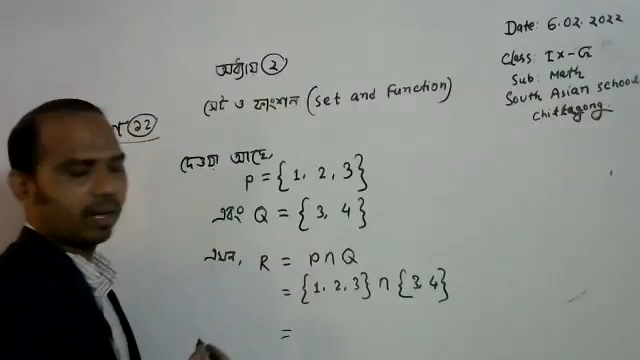 Date: 6.02.2022
Class: IX-G
Sub: Math
South Asian school
Chittagong.
অধ্যায় ২
সেট ও ফাংশন (Set and Function)
২২
দেওয়া আছে,
P = {1, 2, 3}
এবং Q = {3, 4}
এখন, R = P∩Q
= {1, 2, 3} ∩ {3, 4}
=